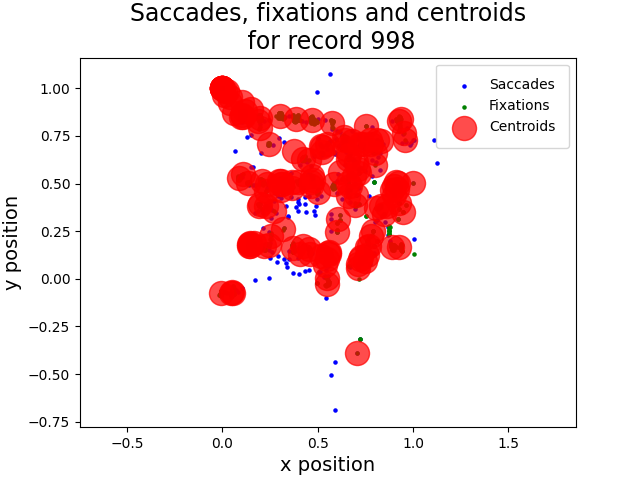 Saccades, fixations and centroids
for record 998
Saccades
Fixations
Centroids
1.00
0.75
0.50
0.25
0.00
−0.25
−0.50
−0.75
y position
−0.5
0.0
0.5
1.0
1.5
x position